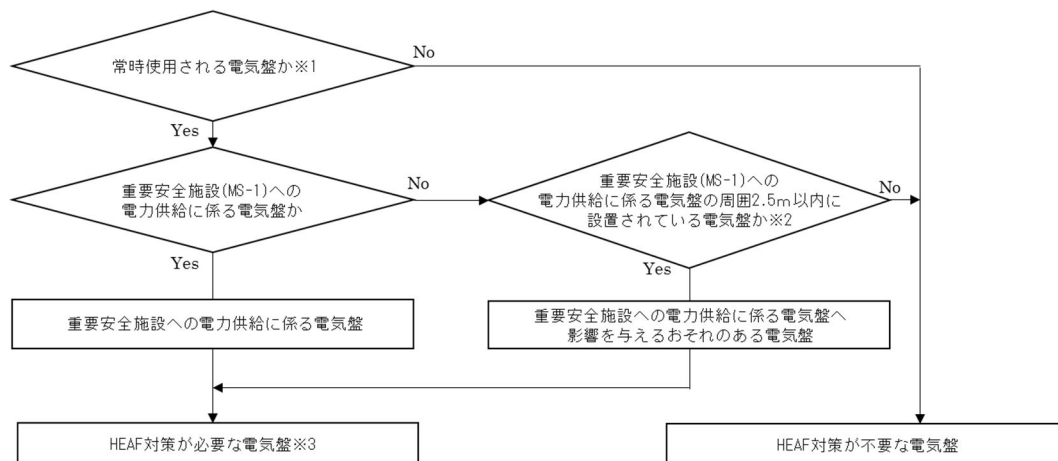 常時使用される電気盤か※1
No
Yes
重要安全施設(MS-1)への
電力供給に係る電気盤か
No
重要安全施設(MS-1)への
電力供給に係る電気盤の周囲2.5m以内に
設置されている電気盤か※2
No
Yes
Yes
重要安全施設への電力供給に係る電気盤
重要安全施設への電力供給に係る電気盤へ
影響を与えるおそれのある電気盤
HEAF対策が必要な電気盤※3
HEAF対策が不要な電気盤